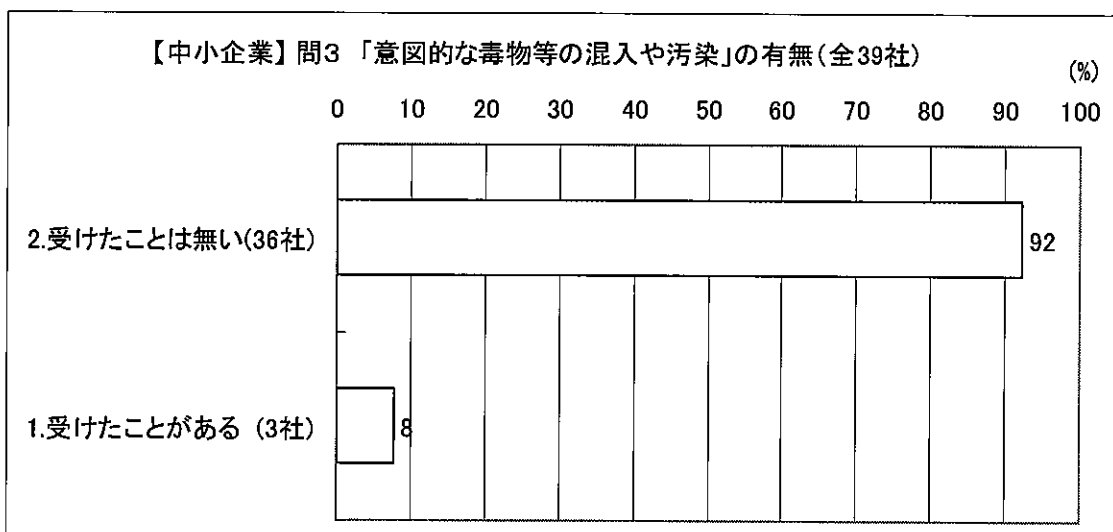 【中小企業】問3 「意図的な毒物等の混入や汚染」の有無(全39社)
(%)
0 10 20 30 40 50 60 70 80 90 100
2.受けたことは無い(36社) 92
1.受けたことがある (3社) 8